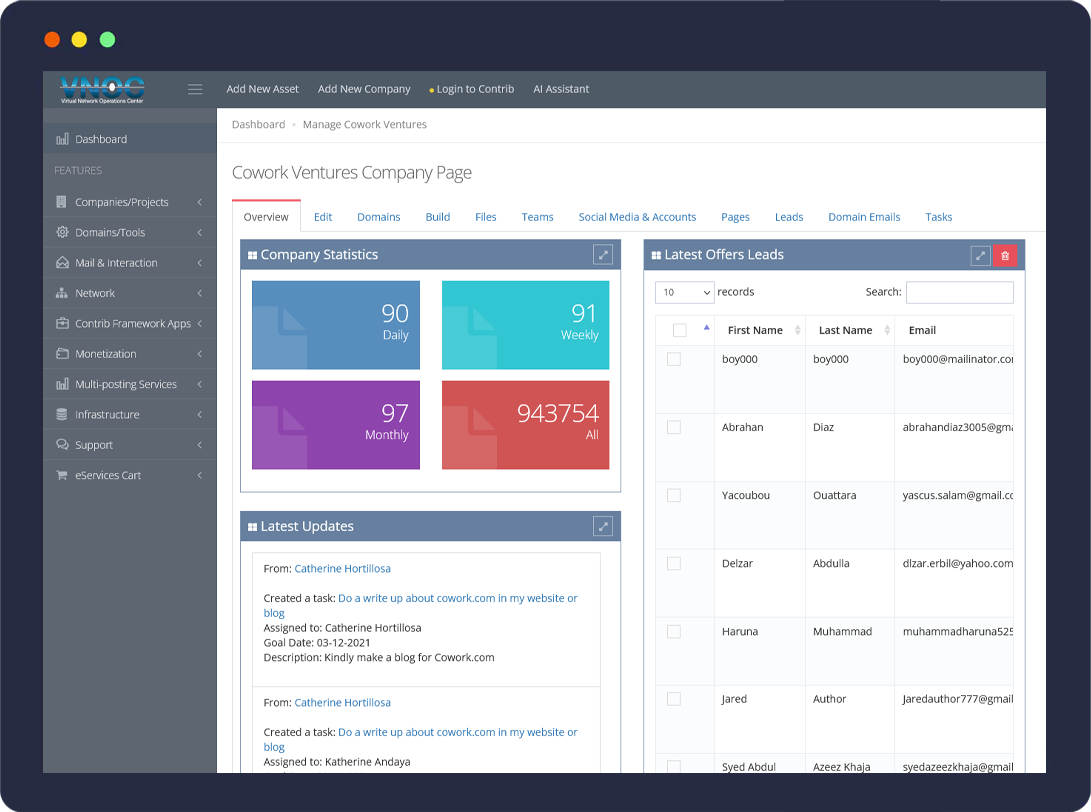 VNOC
Virtual Network Operations Center
Add New Asset
Add New Company
Login to Contrib
AI Assistant
Dashboard
FEATURES
Companies/Projects
Domains/Tools
Mail & Interaction
Network
Contrib Framework Apps
Monetization
Multi-posting Services
Infrastructure
Support
eServices Cart
Dashboard
Manage Cowork Ventures
Cowork Ventures Company Page
Overview
Edit
Domains
Build
Files
Teams
Social Media & Accounts
Pages
Leads
Domain Emails
Tasks
Company Statistics
90
Daily
91
Weekly
97
Monthly
943754
All
Latest Updates
From: Catherine Hortillosa
Created a task: Do a write up about cowork.com in my website or
blog
Assigned to: Catherine Hortillosa
Goal Date: 03-12-2021
Description: Kindly make a blog for Cowork.com
From: Catherine Hortillosa
Created a task: Do a write up about cowork.com in my website or
blog
Assigned to: Katherine Andaya
Latest Offers Leads
10 records
Search:
First Name Last Name Email
boy000 boy000 boy000@mailinator.co
Abrahan Diaz abrahandiaz3005@gm
Yacoubou Ouattara yascus.salam@gmail.co
Delzar Abdulla dlzar.erbil@yahoo.com
Haruna Muhammad muhammadharuna525
Jared Author Jaredauthor777@gmail
Syed Abdul Azeez Khaja syedazeezkhaja@gmail